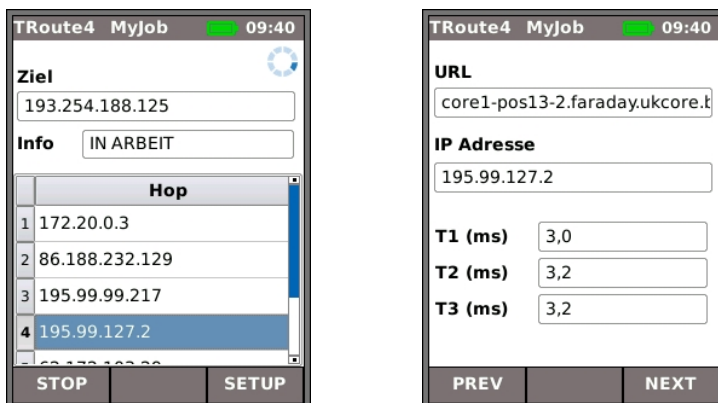 TRoute4 MyJob 09:40
Ziel
193.254.188.125
Info IN ARBEIT
Hop
1 172.20.0.3
2 86.188.232.129
3 195.99.99.217
4 195.99.127.2
STOP SETUP
TRoute4 MyJob 09:40
URL
core1-pos13-2.faraday.ukcore.b
IP Adresse
195.99.127.2
T1 (ms) 3,0
T2 (ms) 3,2
T3 (ms) 3,2
PREV NEXT